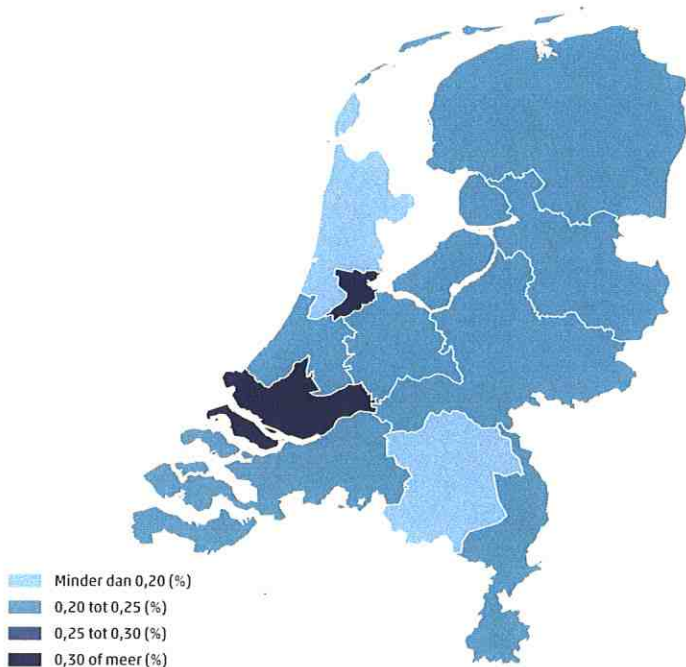 Minder dan 0,20 (%)
0,20 tot 0,25 (%)
0,25 tot 0,30 (%)
0,30 of meer (%)